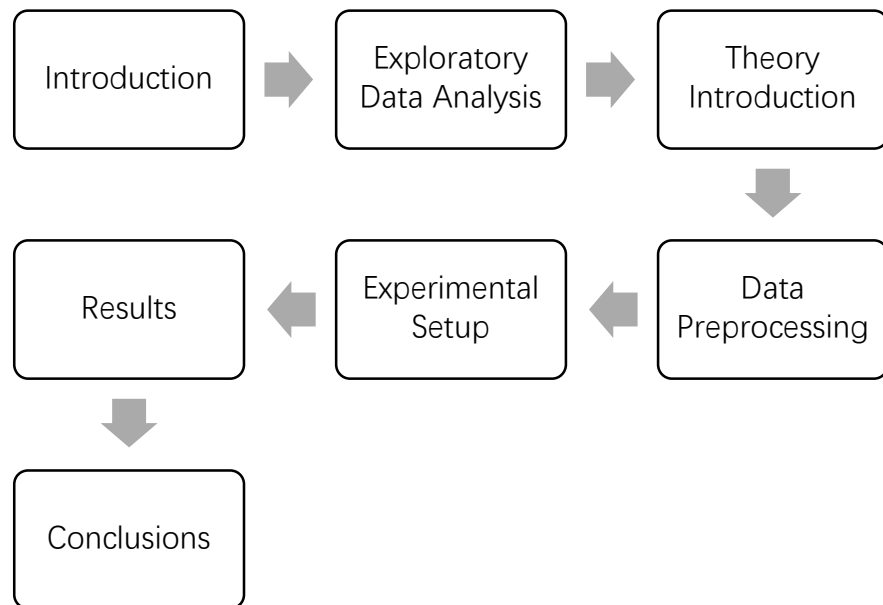 Introduction
Exploratory
Data Analysis
Theory
Introduction
Data
Preprocessing
Experimental
Setup
Results
Conclusions